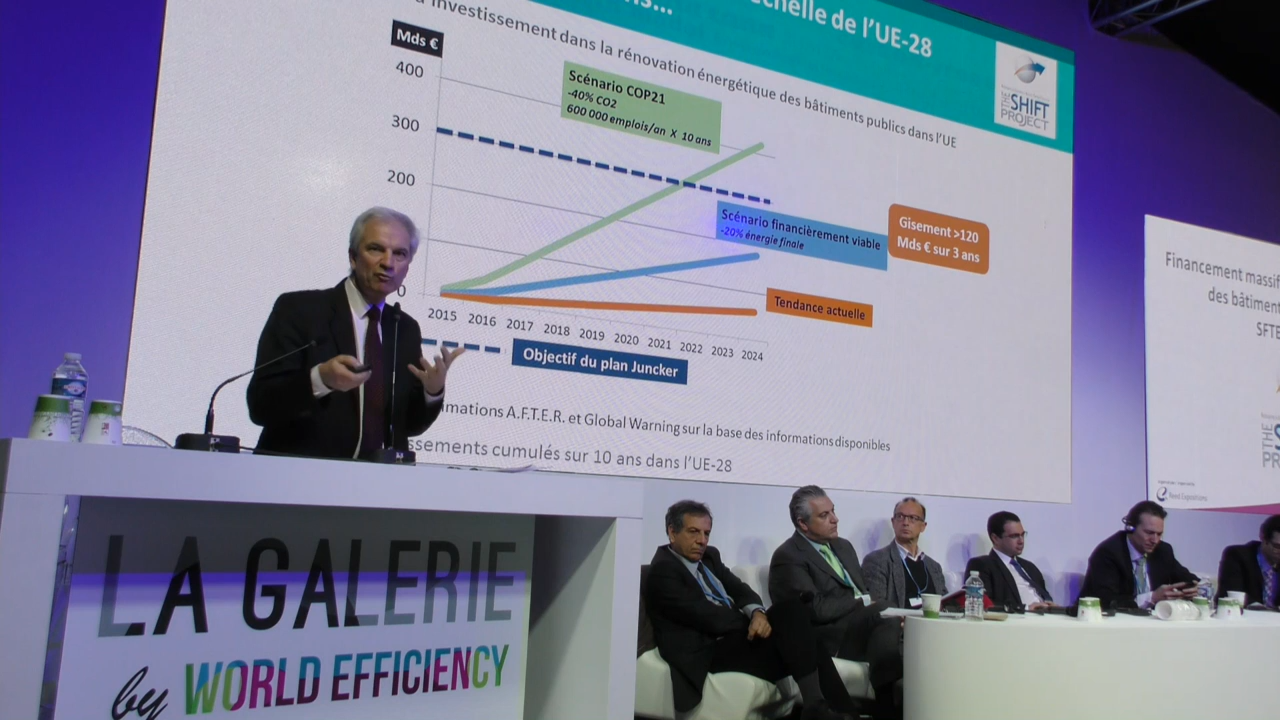 échelle de l'UE-28
investissement dans la rénovation énergétique des bâtiments publics dans l'UE
THE SHIFT
PROJECT
Mds €
400
300
200
0
Scénario COP21
-40% CO2
600 000 emplois/an X 10 ans
Scénario financièrement viable
-20% énergie finale
Gisement >120
Mds € sur 3 ans
Tendance actuelle
2015 2016 2017 2018 2019 2020 2021 2022 2023 2024
Objectif du plan Juncker
A.F.T.E.R. et Global Warning sur la base des informations disponibles
cumulés sur 10 ans dans l'UE-28
Financement massif
des bâtiment
SFTE
THE
LA GALERIE
by WORLD EFFICIENCY